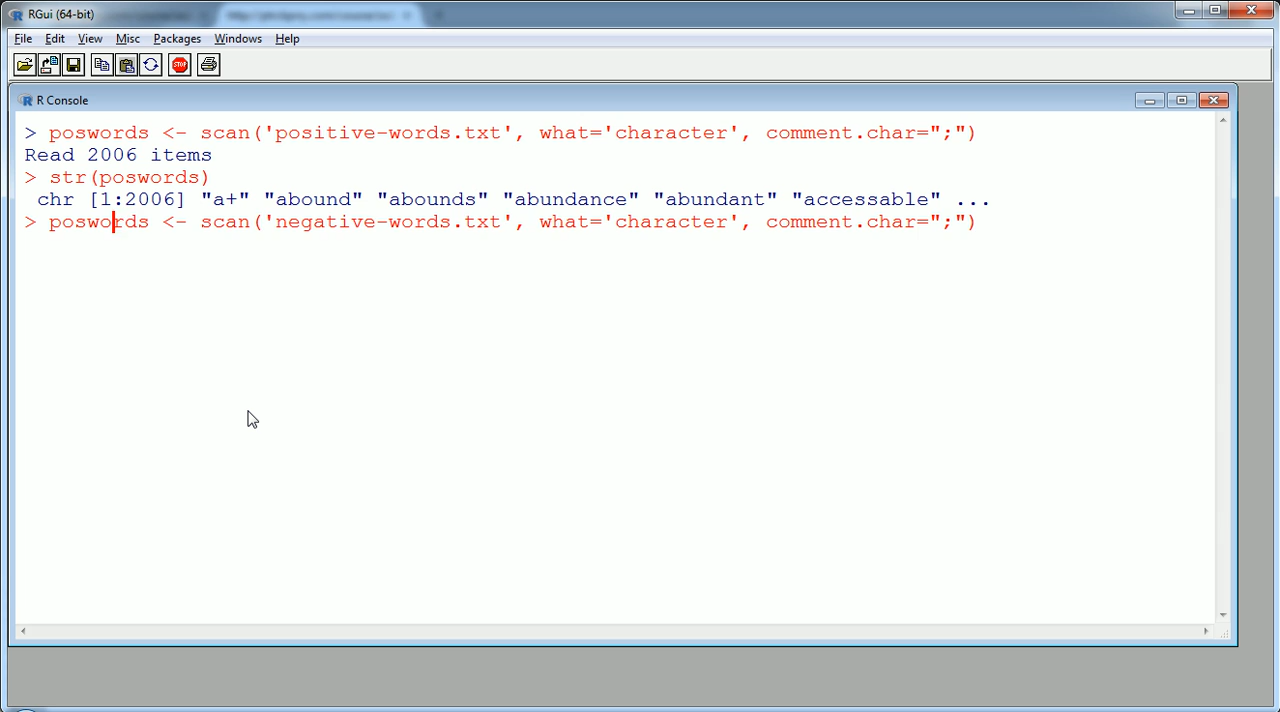 RGui (64-bit)
File Edit View Misc Packages Windows Help
STOP
R Console
> poswords <- scan('positive-words.txt', what='character', comment.char=";")
Read 2006 items
> str(poswords)
 chr [1:2006] "a+" "abound" "abounds" "abundance" "abundant" "accessable" ...
> poswords <- scan('negative-words.txt', what='character', comment.char=";")